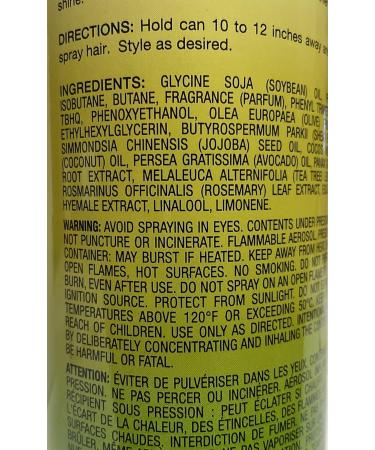 shine.
DIRECTIONS: Hold can 10 to 12 inches away
spray hair. Style as desired.
INGREDIENTS: GLYCINE SOJA (SOYBEAN) OIL,
ISOBUTANE, BUTANE, FRAGRANCE (PARFUM), PHENYL
TBHQ, PHENOXYETHANOL, OLEA EUROPAEA (OLIVE)
ETHYLHEXYLGLYCERIN, BUTYROSPERMUM PARKII
SIMMONDSIA CHINENSIS (JOJOBA) SEED OIL, COCOS
(COCONUT) OIL, PERSEA GRATISSIMA (AVOCADO) OIL,
ROOT EXTRACT, MELALEUCA ALTERNIFOLIA (TEA TREE)
ROSMARINUS OFFICINALIS (ROSEMARY) LEAF EXTRACT,
HYEMALE EXTRACT, LINALOOL, LIMONENE.
WARNING: AVOID SPRAYING IN EYES. CONTENTS UNDER
NOT PUNCTURE OR INCINERATE. FLAMMABLE AEROSOL.
CONTAINER: MAY BURST IF HEATED. KEEP AWAY FROM
OPEN FLAMES, HOT SURFACES. NO SMOKING. DO NOT
BURN, EVEN AFTER USE. DO NOT SPRAY ON AN OPEN
IGNITION SOURCE. PROTECT FROM SUNLIGHT. DO NOT
TEMPERATURES ABOVE 120°F OR EXCEEDING 50°C. KEEP
REACH OF CHILDREN. USE ONLY AS DIRECTED.
BY DELIBERATELY CONCENTRATING AND INHALING THE
BE HARMFUL OR FATAL.
ATTENTION: ÉVITER DE PULVÉRISER DANS LES YEUX.
PRESSION. NE PAS PERCER OU INCINÉRER. AÉROSOL
RÉCIPIENT SOUS PRESSION : PEUT ÉCLATER SI
L'ÉCART DE LA CHALEUR, DES ÉTINCELLES, DES FLAMMES
SURFACES CHAUDES. INTERDICTION DE FUMER.
BRÛLER, MÊME APRÈS USAGE. NE PAS VAPORISER